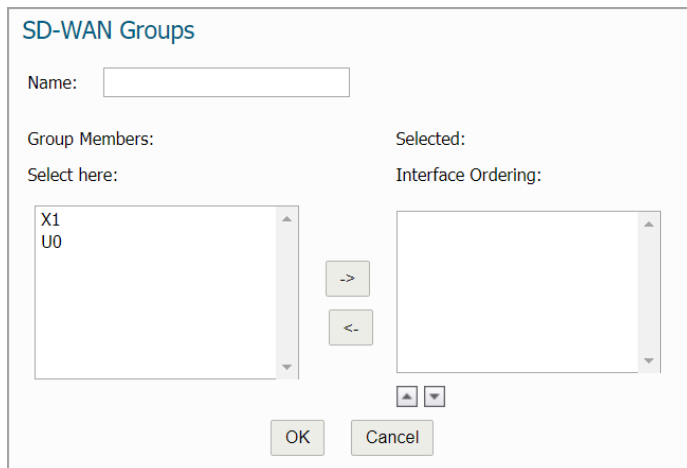 SD-WAN Groups
Name:
Group Members:
Selected:
Select here:
Interface Ordering:
X1
U0
->
<-
OK
Cancel